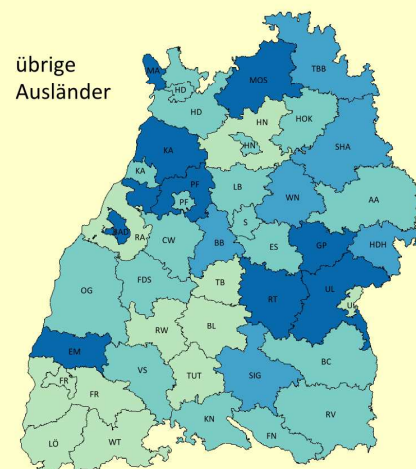 übrige
Ausländer
MA
MOS
TBB
HD
HD
HN
HOK
HN
SHA
KA
KA
PF
LB
WN
AA
PF
S
BAD
RA
CW
BB
ES
GP
HDH
OG
FDS
TB
RT
UL
UL
RW
BL
EM
VS
TUT
SIG
BC
FR
FR
KN
FN
RV
LÖ
WT